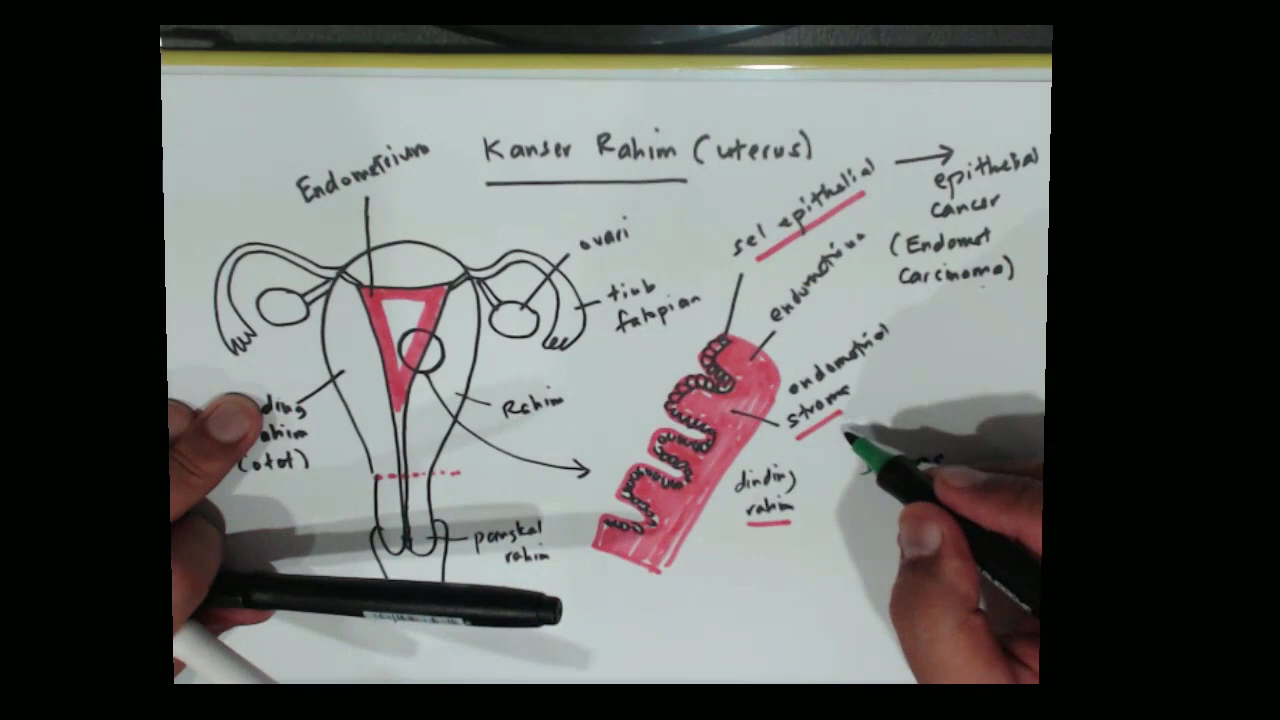 Kanser Rahim (uterus)
Endometrium
ovari
tiub
falopian
Rahim
rahim
(otot)
pangkal
rahim
sel epithelial
epithelial
cancer
(Endomet
carcinoma)
endometrium
endometrial
stroma
dinding
rahim